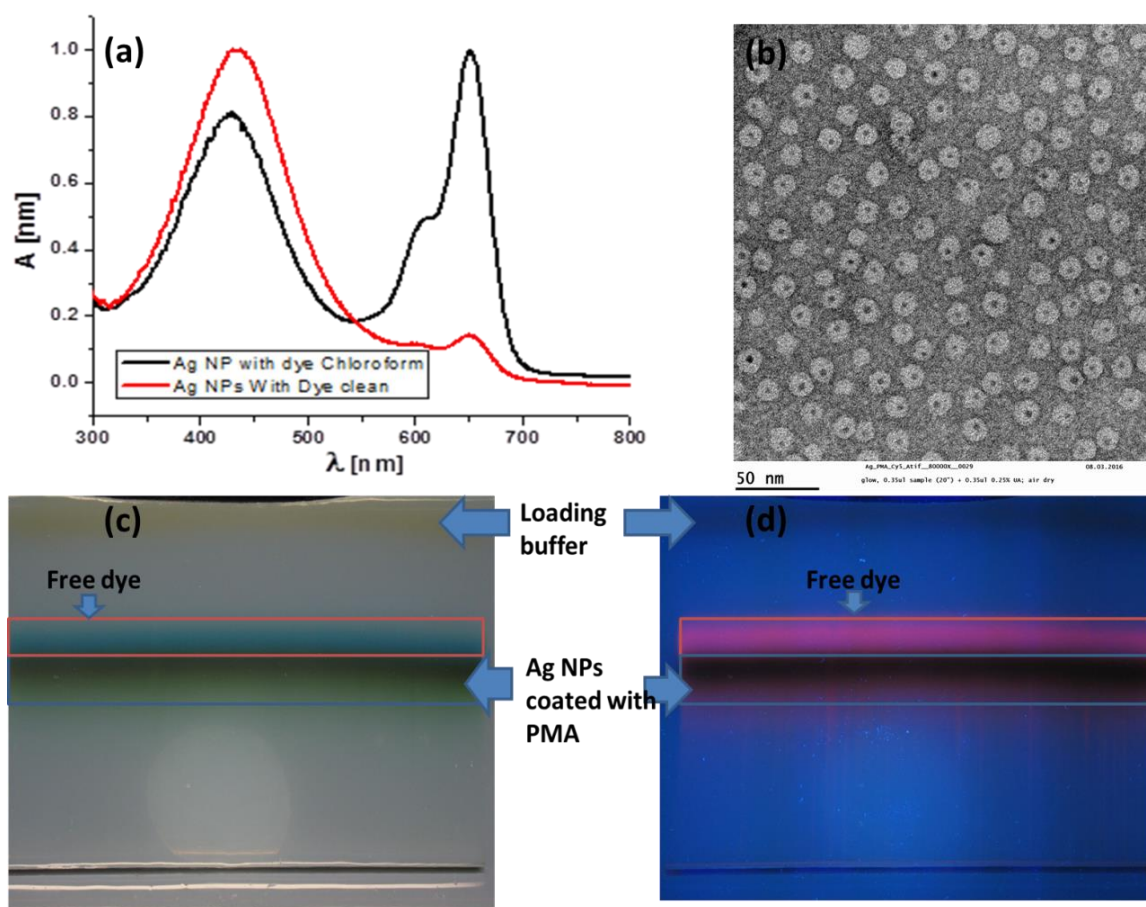 (a)
A [nm]
1.0
0.8
0.6
0.4
0.2
0.0
Ag NP with dye Chloroform
Ag NPs With Dye clean
300 400 500 600 700 800
λ [nm]
(b)
50 nm
Ag_PMA_Cy5_Atif__80000X__0029
08.03.2016
glow, 0.35ul sample (20") + 0.35ul 0.25% UA; air dry
(c)
Loading
buffer
Free dye
Ag NPs
coated with
PMA
(d)
Free dye